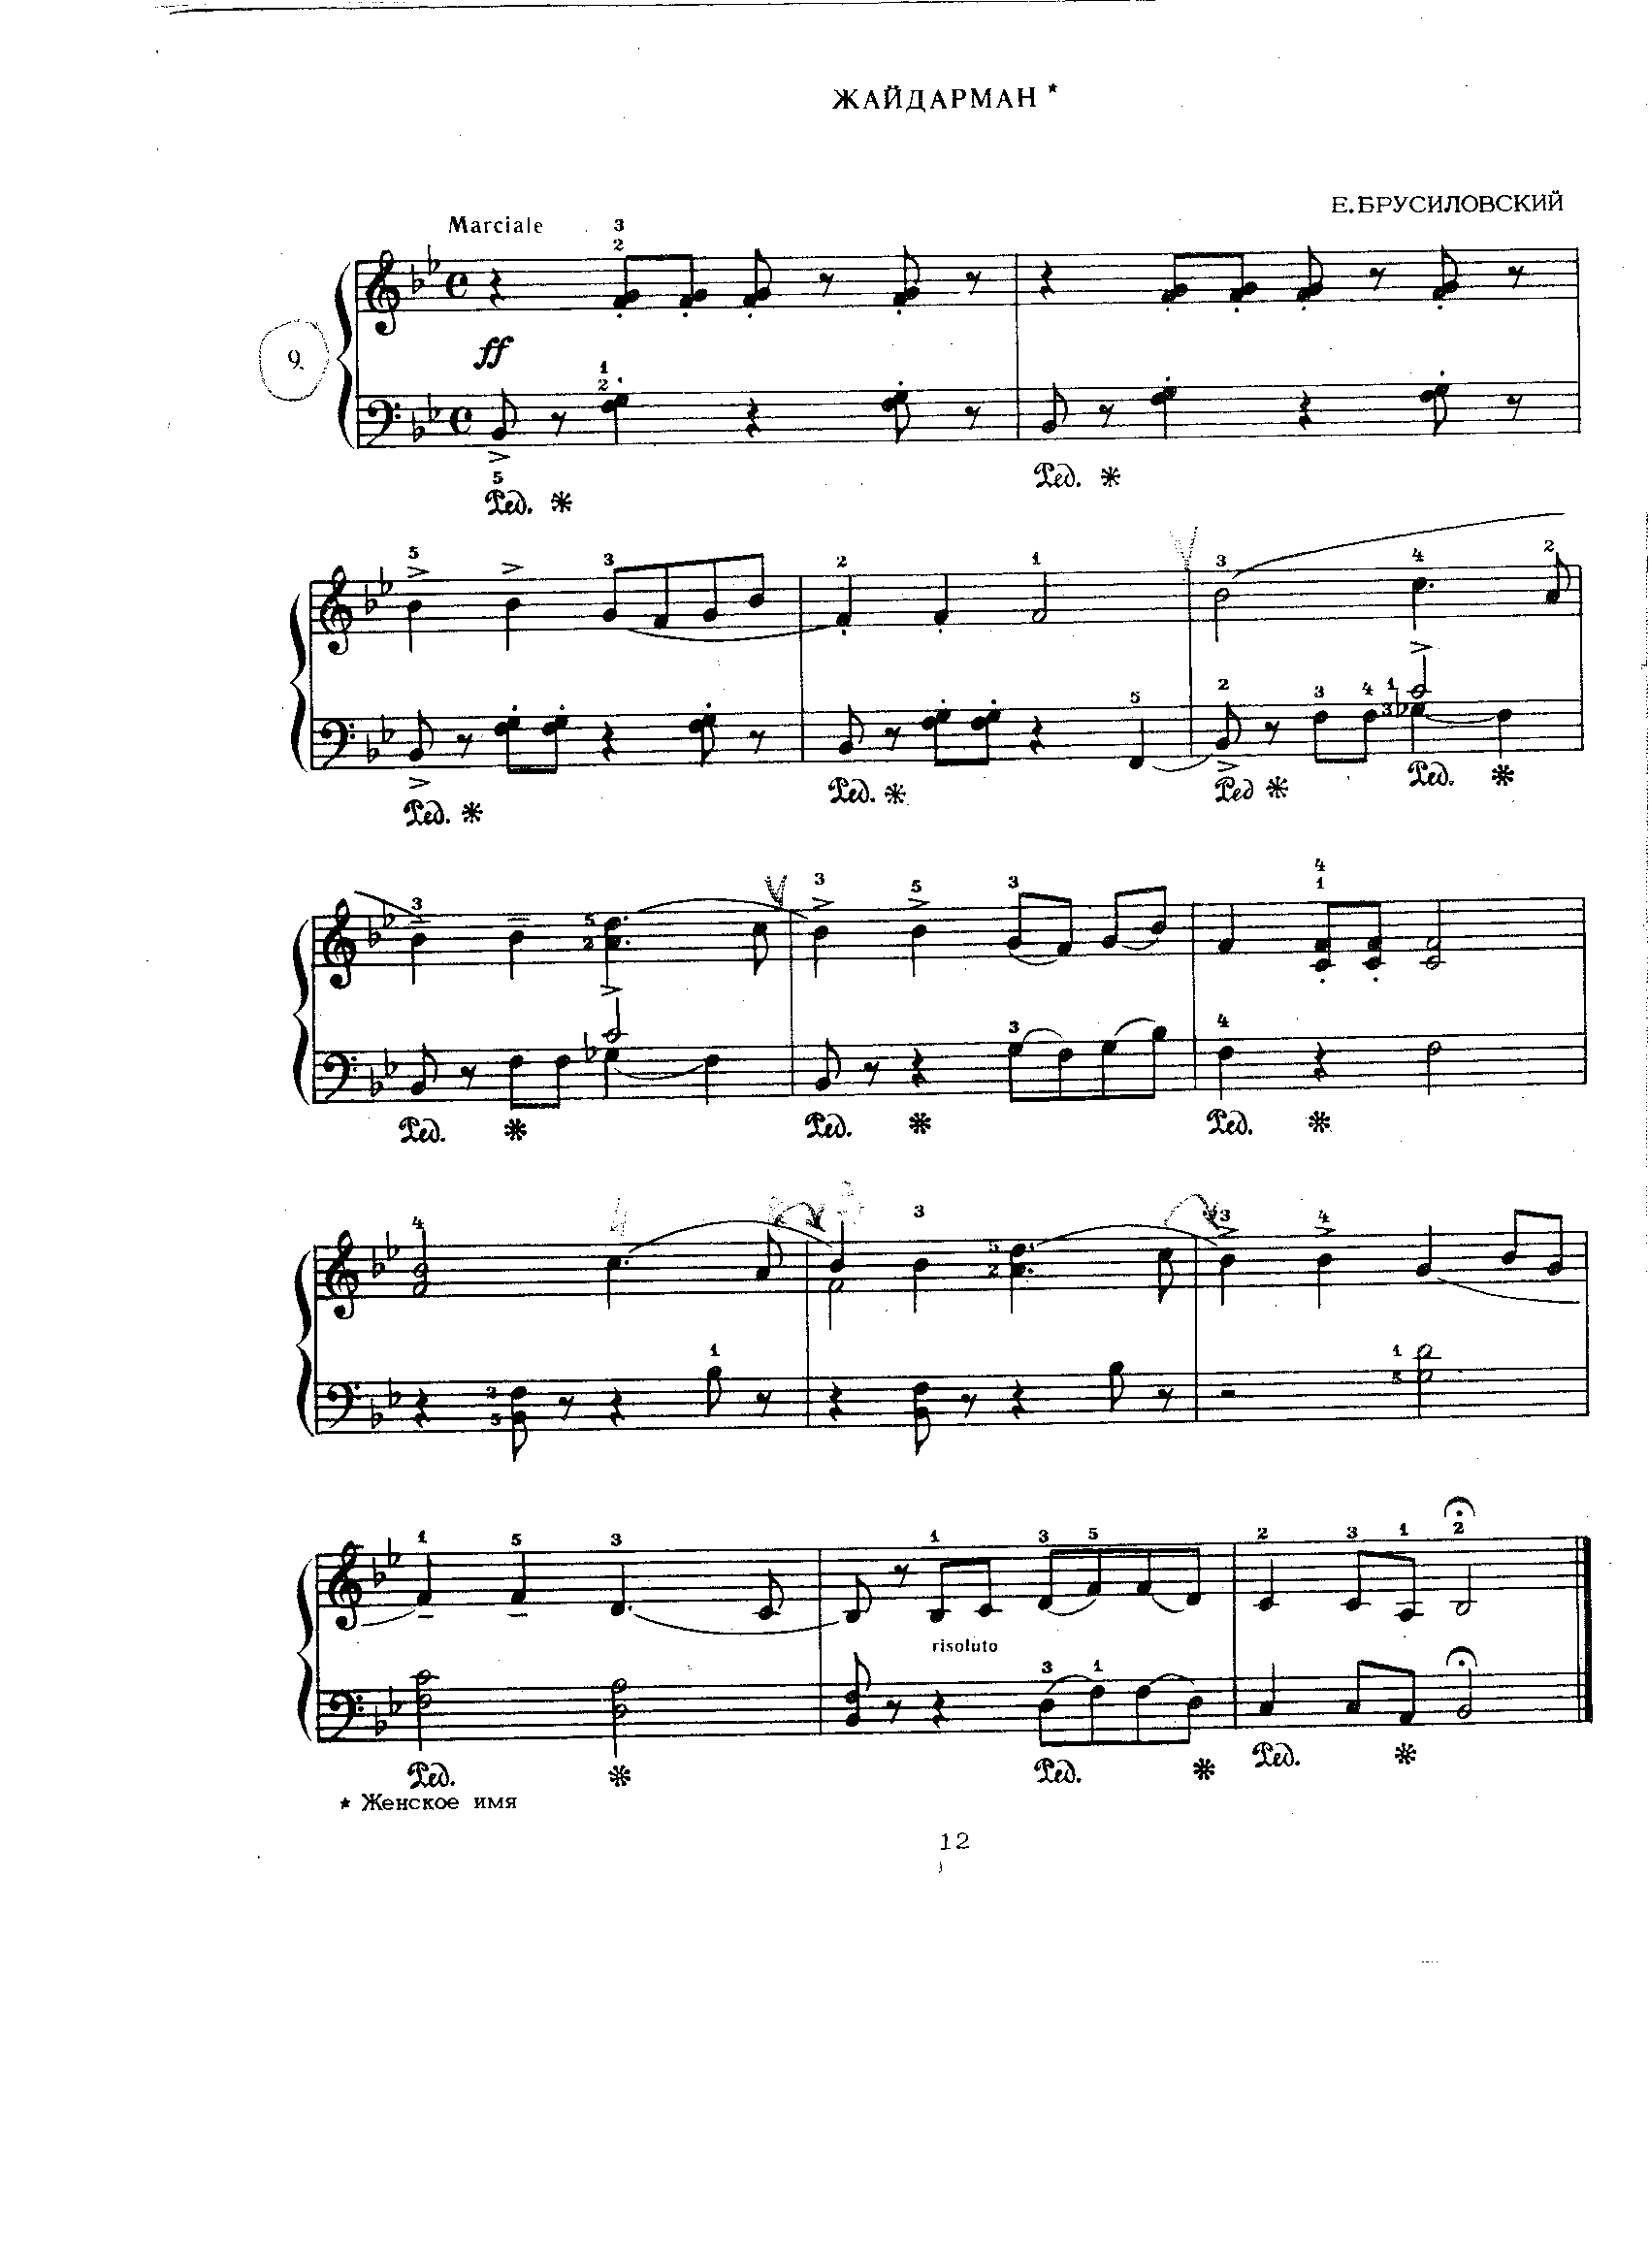 ЖАЙДАРМАН *
Е. БРУСИЛОВСКИЙ
Marciale
9.
ff
Ped. *
Ped. *
Ped. *
Ped. *
Ped *
Ped. *
Ped. *
Ped. *
Ped. *
risoluto
Ped. *
Ped. *
Ped. *
* Женское имя
12